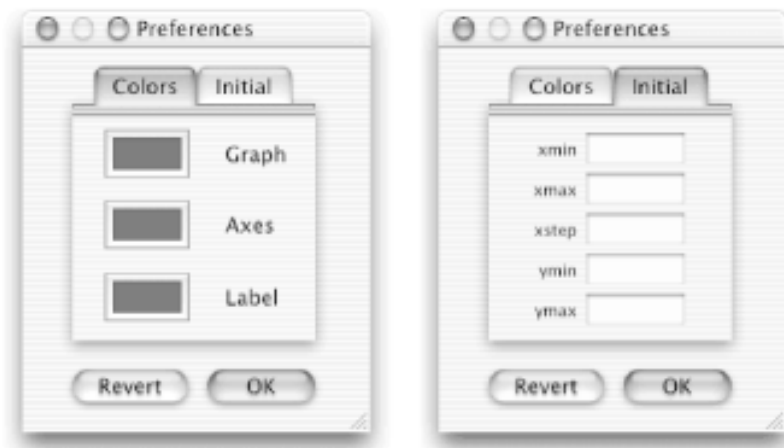 Preferences
Colors Initial
Graph
Axes
Label
Revert OK
Preferences
Colors Initial
xmin
xmax
xstep
ymin
ymax
Revert OK